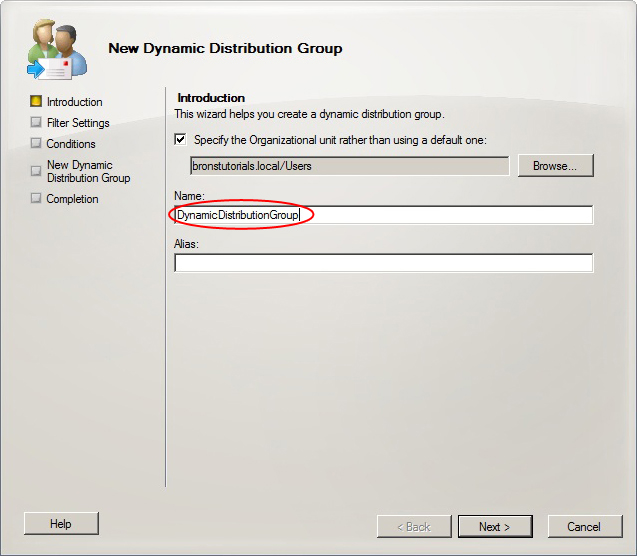 New Dynamic Distribution Group
Introduction
Filter Settings
Conditions
New Dynamic
Distribution Group
Completion
Introduction
This wizard helps you create a dynamic distribution group.
Specify the Organizational unit rather than using a default one:
bronstutorials.local/Users
Browse...
Name:
DynamicDistributionGroup
Alias:
Help
< Back
Next >
Cancel